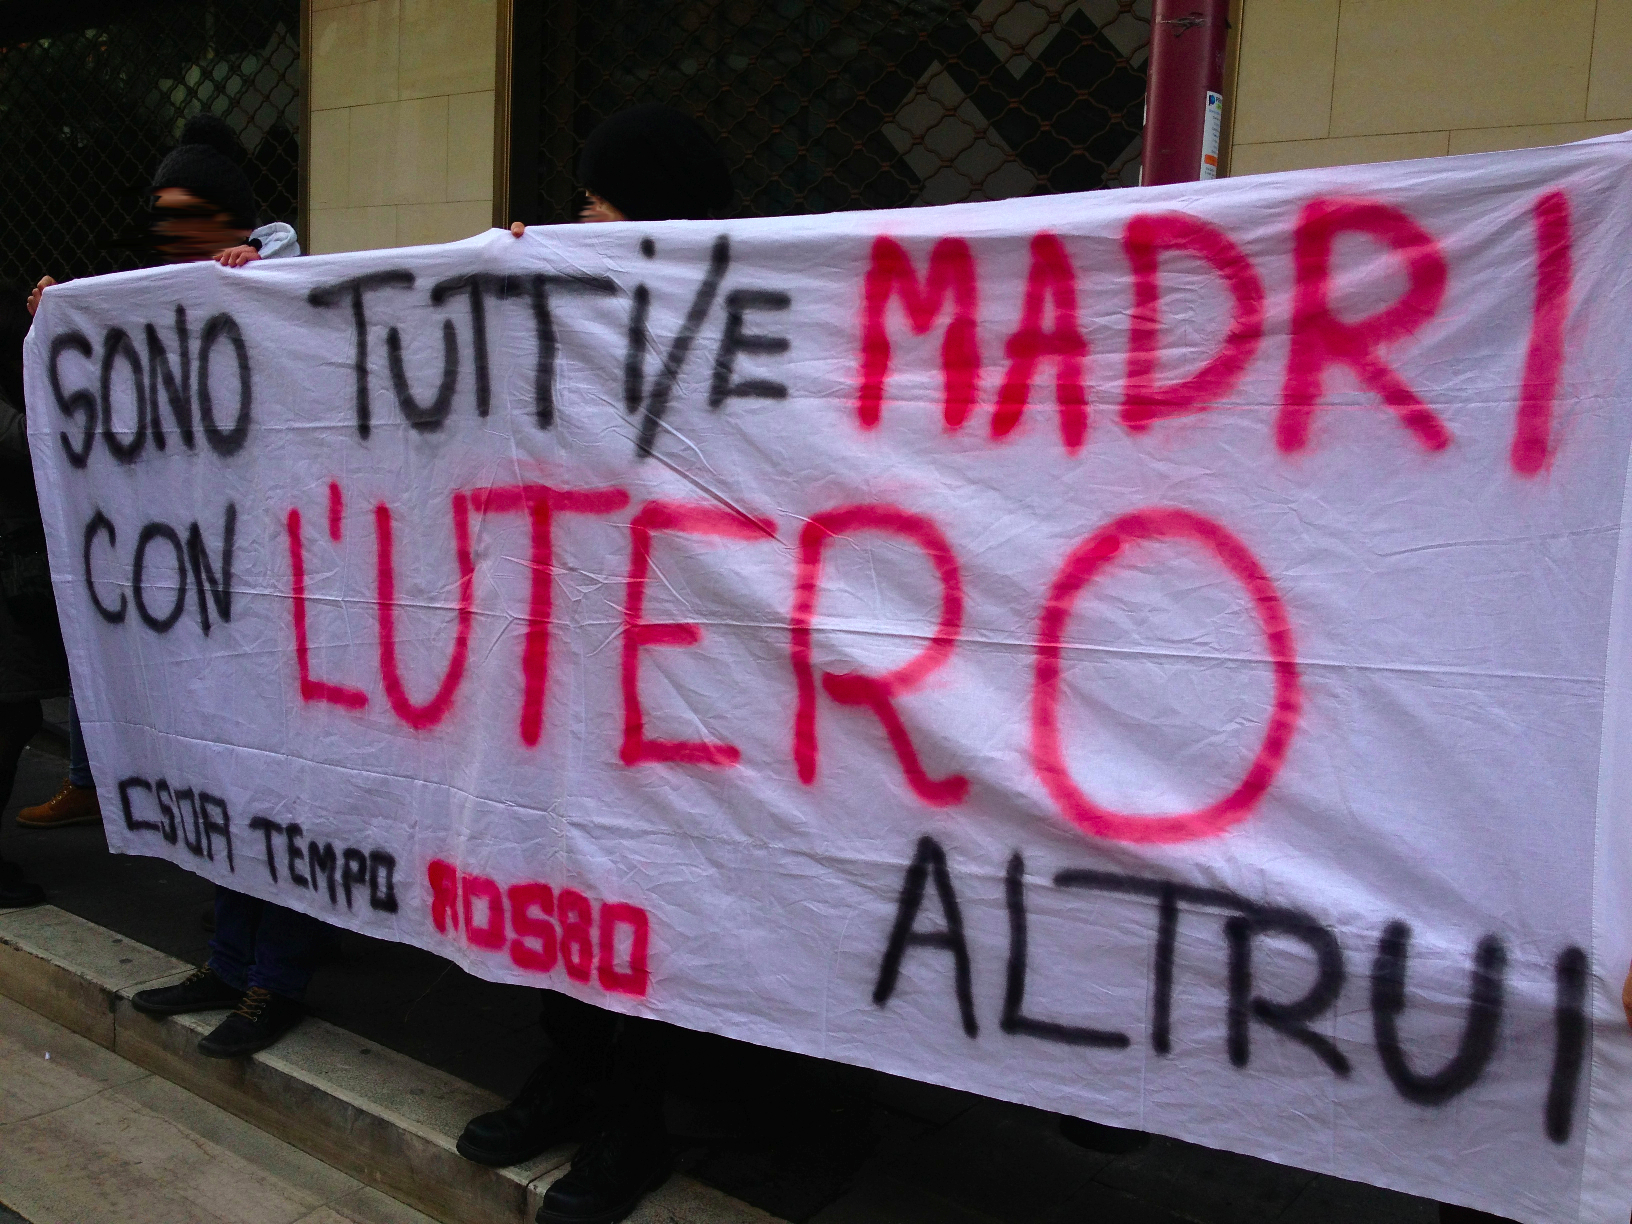 SONO TUTTi/E MADRI
CON L'UTERO
ALTRUI
CSOA TEMPO ROSSO